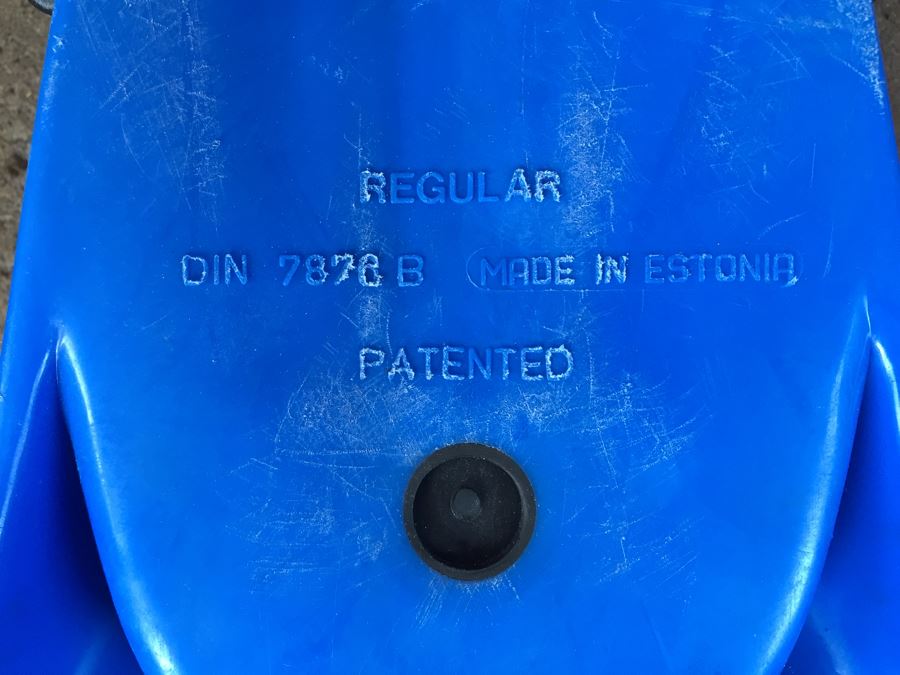 REGULAR
DIN 7876 B MADE IN ESTONIA
PATENTED